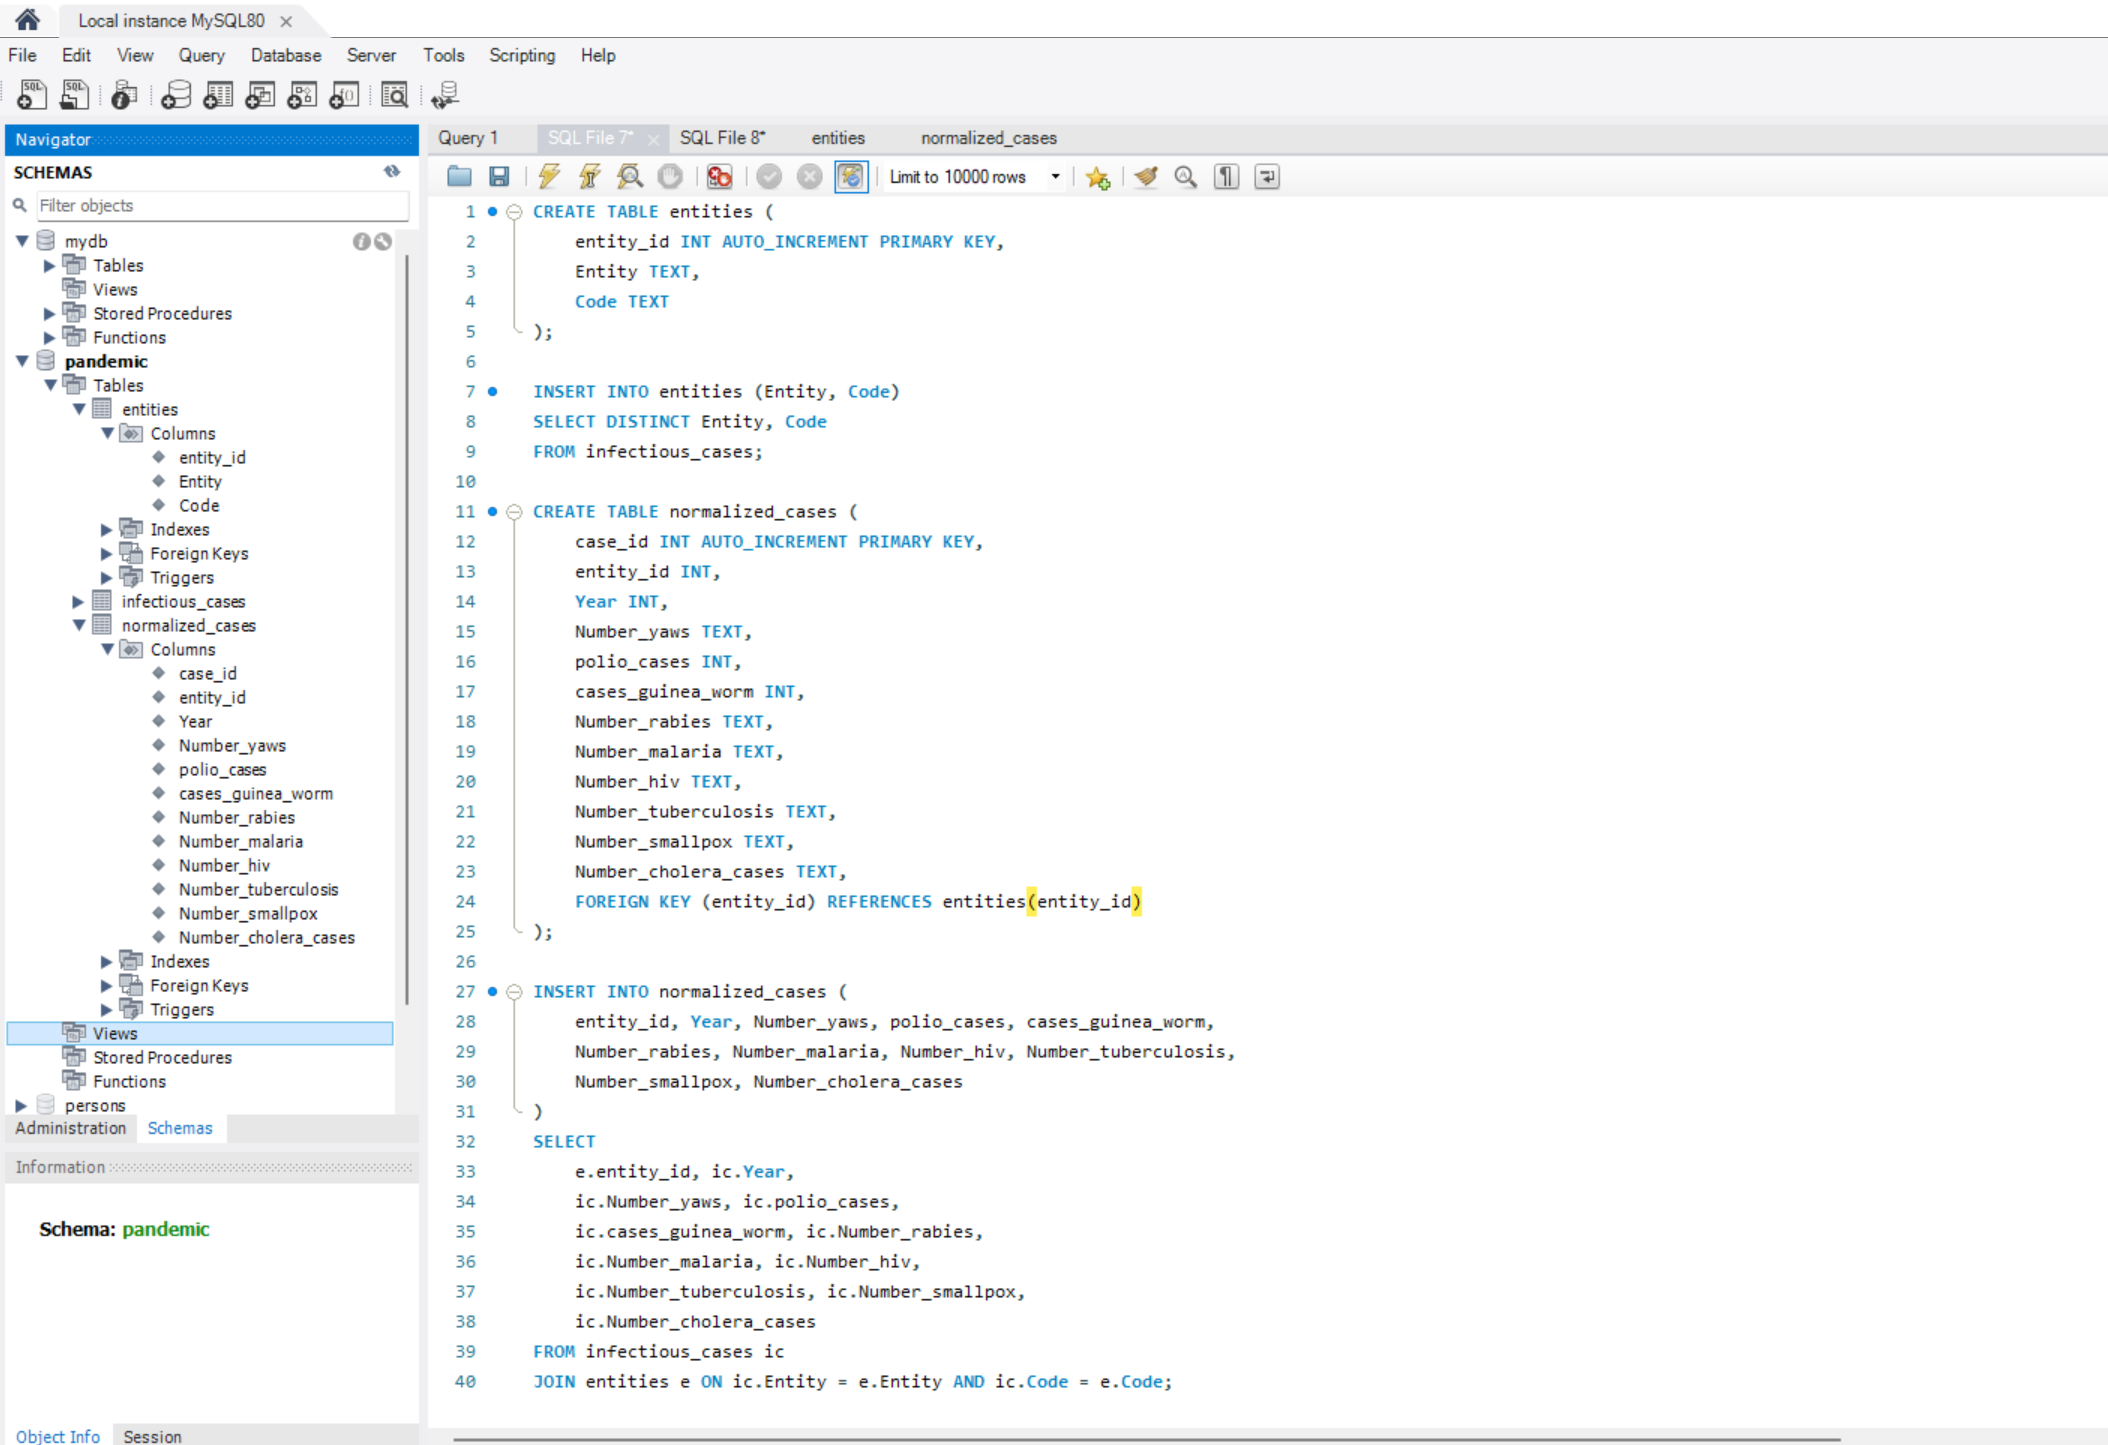 Local instance MySQL80
File Edit View Query Database Server Tools Scripting Help
Navigator
SCHEMAS
Filter objects
mydb
Tables
Views
Stored Procedures
Functions
pandemic
Tables
entities
Columns
entity_id
Entity
Code
Indexes
Foreign Keys
Triggers
infectious_cases
normalized_cases
Columns
case_id
entity_id
Year
Number_yaws
polio_cases
cases_guinea_worm
Number_rabies
Number_malaria
Number_hiv
Number_tuberculosis
Number_smallpox
Number_cholera_cases
Indexes
Foreign Keys
Triggers
Views
Stored Procedures
Functions
persons
Administration Schemas
Information
Schema: pandemic
Object Info Session
Query 1 SQL File 7* SQL File 8* entities normalized_cases
Limit to 10000 rows
1 CREATE TABLE entities (
2 entity_id INT AUTO_INCREMENT PRIMARY KEY,
3 Entity TEXT,
4 Code TEXT
5 );
6
7 INSERT INTO entities (Entity, Code)
8 SELECT DISTINCT Entity, Code
9 FROM infectious_cases;
10
11 CREATE TABLE normalized_cases (
12 case_id INT AUTO_INCREMENT PRIMARY KEY,
13 entity_id INT,
14 Year INT,
15 Number_yaws TEXT,
16 polio_cases INT,
17 cases_guinea_worm INT,
18 Number_rabies TEXT,
19 Number_malaria TEXT,
20 Number_hiv TEXT,
21 Number_tuberculosis TEXT,
22 Number_smallpox TEXT,
23 Number_cholera_cases TEXT,
24 FOREIGN KEY (entity_id) REFERENCES entities(entity_id)
25 );
26
27 INSERT INTO normalized_cases (
28 entity_id, Year, Number_yaws, polio_cases, cases_guinea_worm,
29 Number_rabies, Number_malaria, Number_hiv, Number_tuberculosis,
30 Number_smallpox, Number_cholera_cases
31 )
32 SELECT
33 e.entity_id, ic.Year,
34 ic.Number_yaws, ic.polio_cases,
35 ic.cases_guinea_worm, ic.Number_rabies,
36 ic.Number_malaria, ic.Number_hiv,
37 ic.Number_tuberculosis, ic.Number_smallpox,
38 ic.Number_cholera_cases
39 FROM infectious_cases ic
40 JOIN entities e ON ic.Entity = e.Entity AND ic.Code = e.Code;